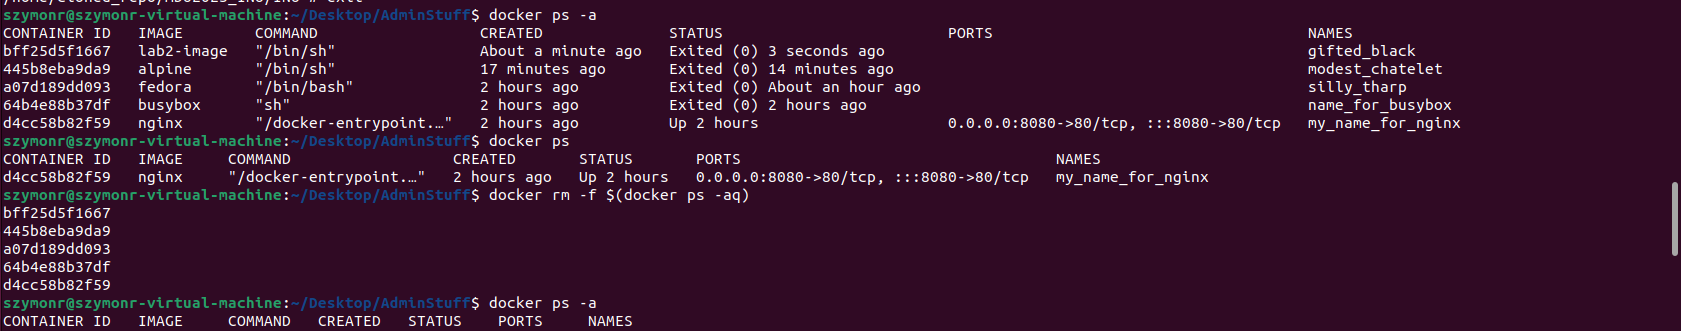 szymonr@szymonr-virtual-machine:~/Desktop/AdminStuff$ docker ps -a
CONTAINER ID   IMAGE        COMMAND                  CREATED              STATUS                         PORTS                                   NAMES
bff25d5f1667   lab2-image   "/bin/sh"                About a minute ago   Exited (0) 3 seconds ago                                               gifted_black
445b8eba9da9   alpine       "/bin/sh"                17 minutes ago       Exited (0) 14 minutes ago                                              modest_chatelet
a07d189dd093   fedora       "/bin/bash"              2 hours ago          Exited (0) About an hour ago                                           silly_tharp
64b4e88b37df   busybox      "sh"                     2 hours ago          Exited (0) 2 hours ago                                                 name_for_busybox
d4cc58b82f59   nginx        "/docker-entrypoint.…"   2 hours ago          Up 2 hours                     0.0.0.0:8080->80/tcp, :::8080->80/tcp   my_name_for_nginx
szymonr@szymonr-virtual-machine:~/Desktop/AdminStuff$ docker ps
CONTAINER ID   IMAGE     COMMAND                  CREATED       STATUS       PORTS                                   NAMES
d4cc58b82f59   nginx     "/docker-entrypoint.…"   2 hours ago   Up 2 hours   0.0.0.0:8080->80/tcp, :::8080->80/tcp   my_name_for_nginx
szymonr@szymonr-virtual-machine:~/Desktop/AdminStuff$ docker rm -f $(docker ps -aq)
bff25d5f1667
445b8eba9da9
a07d189dd093
64b4e88b37df
d4cc58b82f59
szymonr@szymonr-virtual-machine:~/Desktop/AdminStuff$ docker ps -a
CONTAINER ID   IMAGE     COMMAND   CREATED   STATUS    PORTS     NAMES